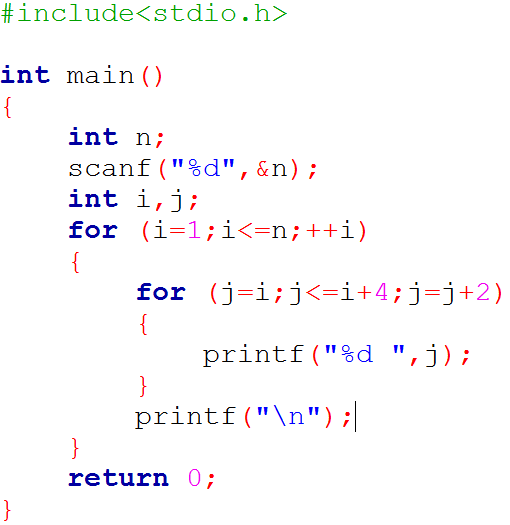 #include<stdio.h>
int main()
{
int n;
scanf("%d",&n);
int i,j;
for (i=1;i<=n;++i)
{
for (j=i;j<=i+4;j=j+2)
{
printf("%d ",j);
}
printf("\n");
}
return 0;
}